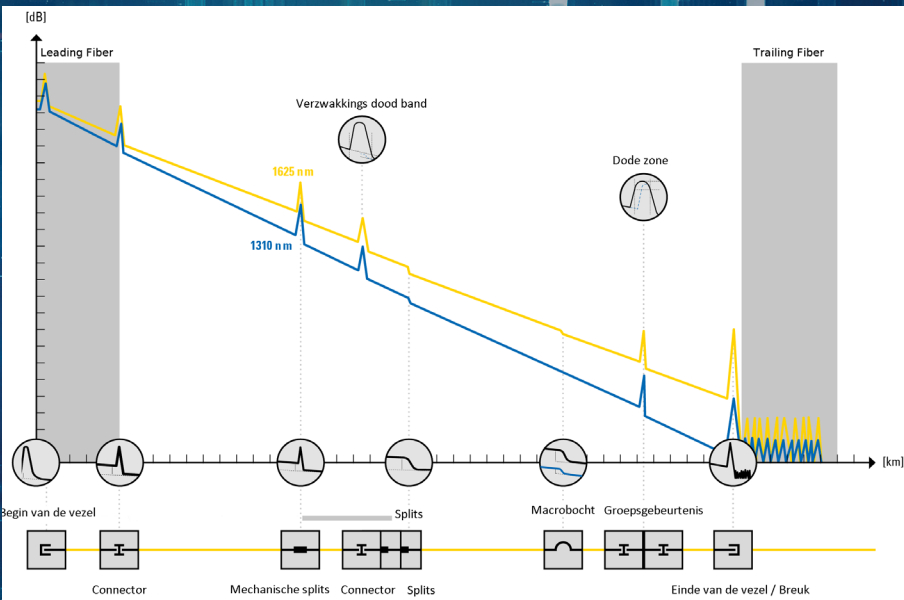 [dB]
Leading Fiber
Trailing Fiber
Verzwakkings dood band
Dode zone
1625 nm
1310 nm
[km]
Begin van de vezel
Splits
Macrobocht
Groepsgebeurtenis
Connector
Mechanische splits
Connector
Splits
Einde van de vezel / Breuk